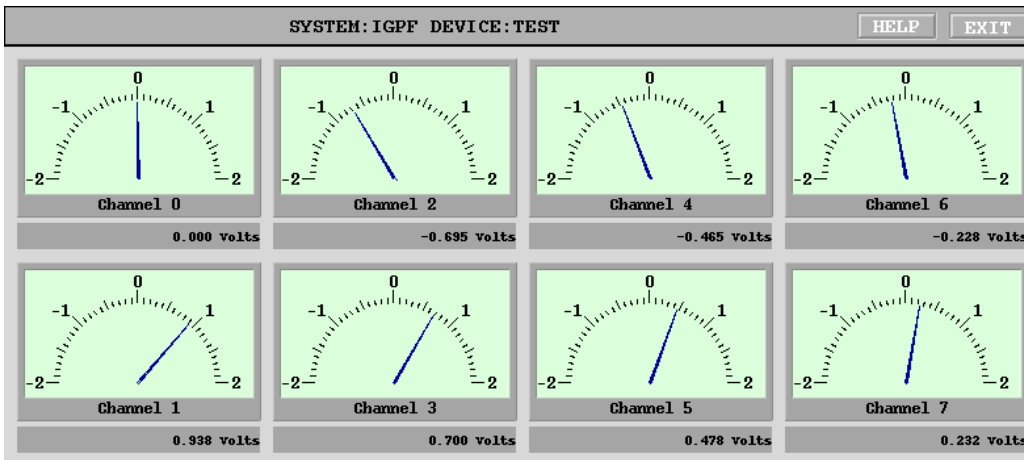 SYSTEM:IGPF DEVICE:TEST HELP EXIT
0 0 0 0
-1 1 -1 1 -1 1 -1 1
-2 2 -2 2 -2 2 -2 2
Channel 0 Channel 2 Channel 4 Channel 6
0.000 Volts -0.695 Volts -0.465 Volts -0.228 Volts
0 0 0 0
-1 1 -1 1 -1 1 -1 1
-2 2 -2 2 -2 2 -2 2
Channel 1 Channel 3 Channel 5 Channel 7
0.938 Volts 0.700 Volts 0.478 Volts 0.232 Volts